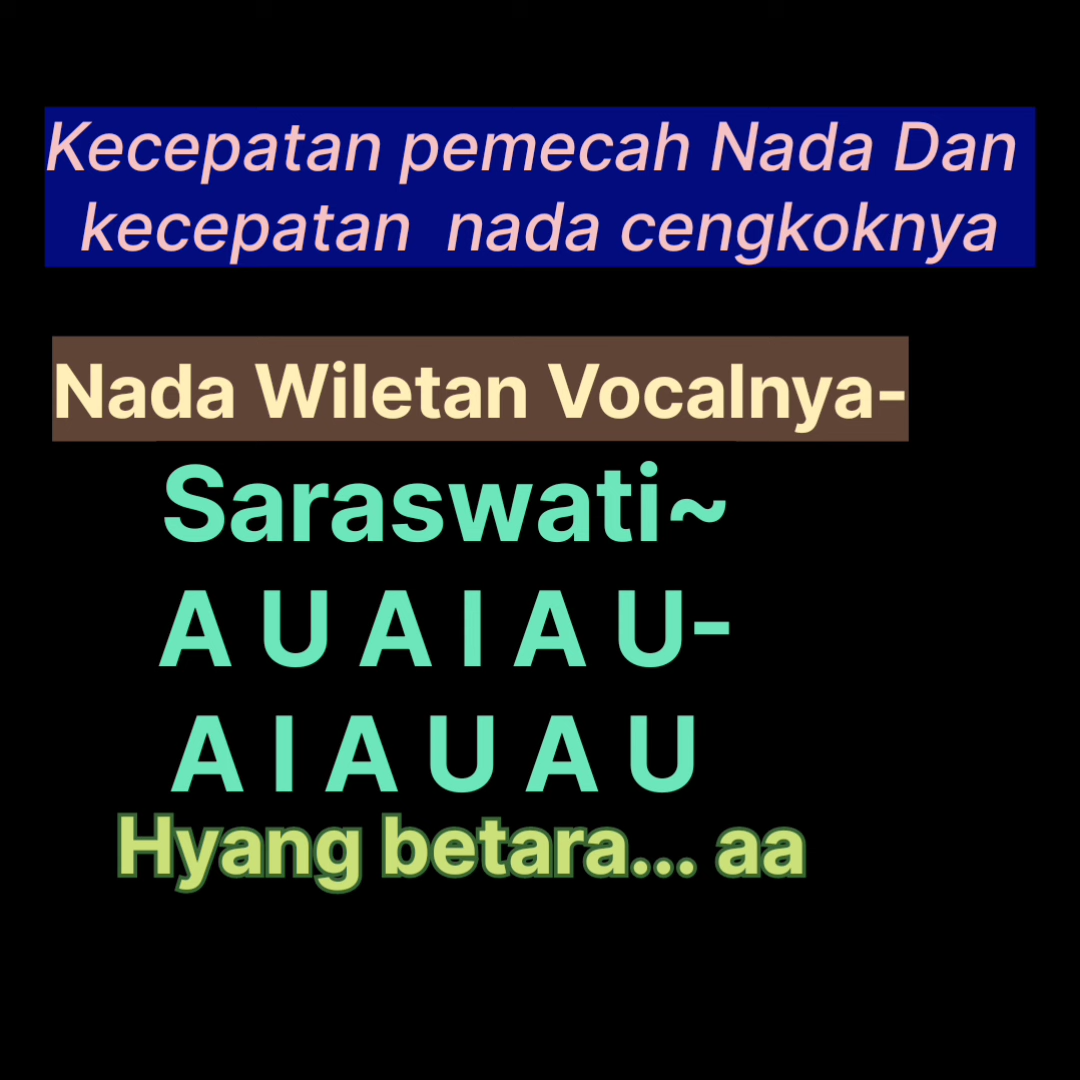 Kecepatan pemecah Nada Dan
kecepatan nada cengkoknya
Nada Wiletan Vocalnya-
Saraswati~
A U A I A U-
A I A U A U
Hyang betara... aa